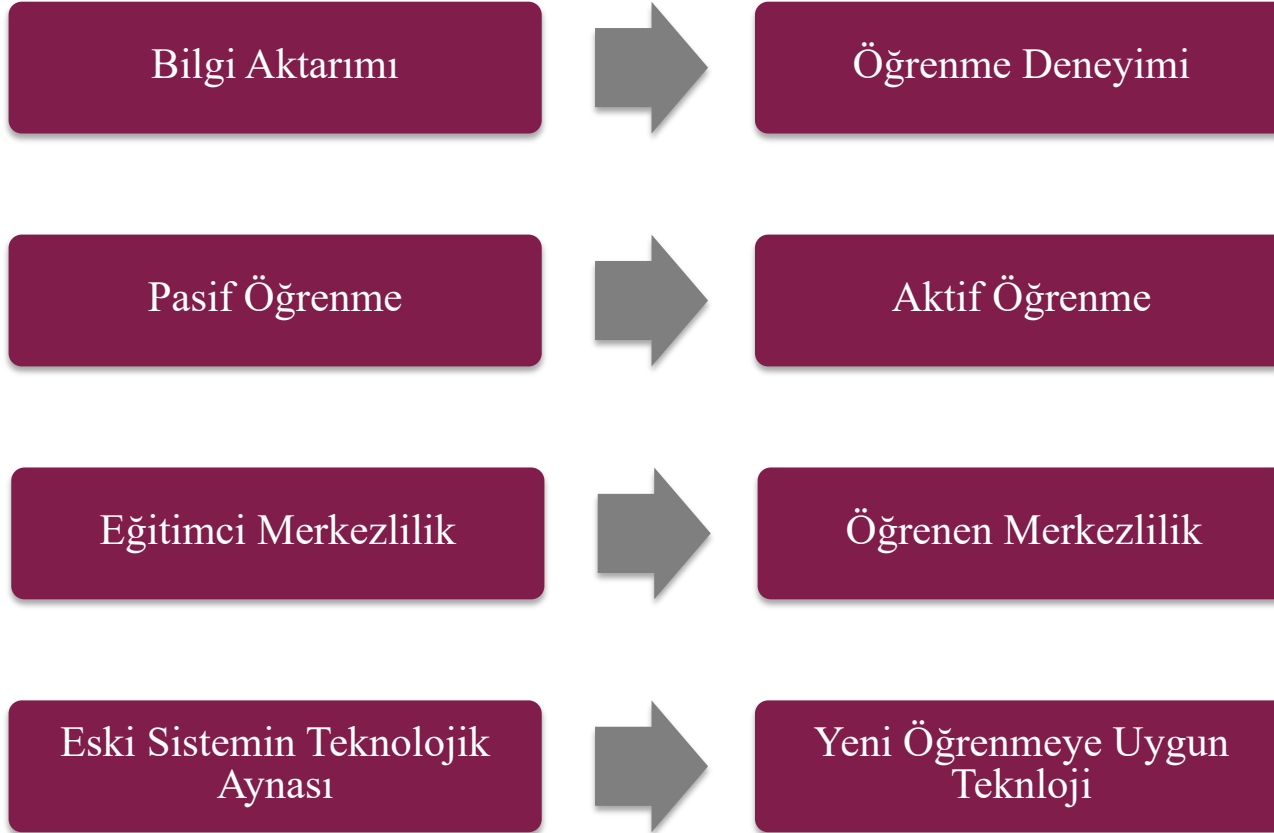 Bilgi Aktarımı
Öğrenme Deneyimi
Pasif Öğrenme
Aktif Öğrenme
Eğitimci Merkezlilik
Öğrenen Merkezlilik
Eski Sistemin Teknolojik
Aynası
Yeni Öğrenmeye Uygun
Teknloji